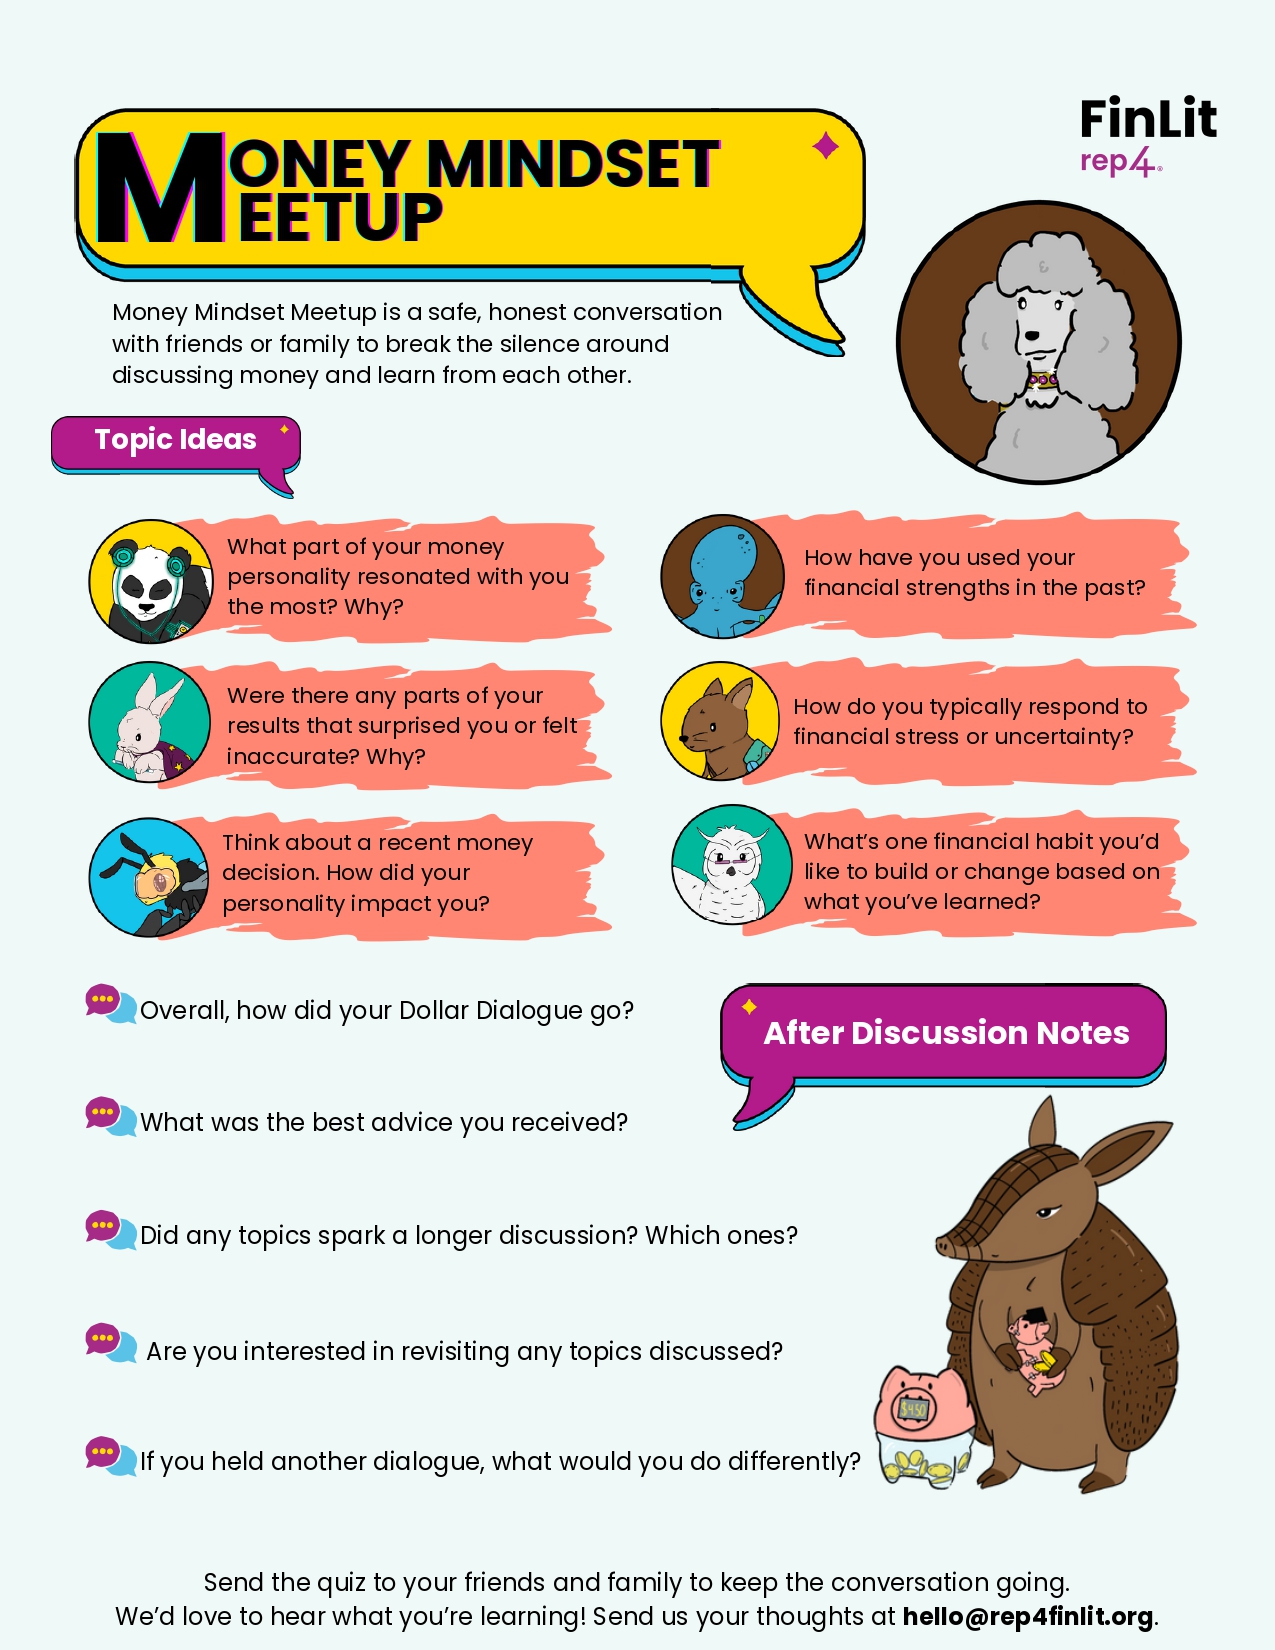 MONEY MINDSET
MEETUP
FinLit
rep4®
Money Mindset Meetup is a safe, honest conversation
with friends or family to break the silence around
discussing money and learn from each other.
Topic Ideas
What part of your money
personality resonated with you
the most? Why?
How have you used your
financial strengths in the past?
Were there any parts of your
results that surprised you or felt
inaccurate? Why?
How do you typically respond to
financial stress or uncertainty?
Think about a recent money
decision. How did your
personality impact you?
What’s one financial habit you’d
like to build or change based on
what you’ve learned?
After Discussion Notes
Overall, how did your Dollar Dialogue go?
What was the best advice you received?
Did any topics spark a longer discussion? Which ones?
Are you interested in revisiting any topics discussed?
If you held another dialogue, what would you do differently?
$4.50
Send the quiz to your friends and family to keep the conversation going.
We’d love to hear what you’re learning! Send us your thoughts at hello@rep4finlit.org.